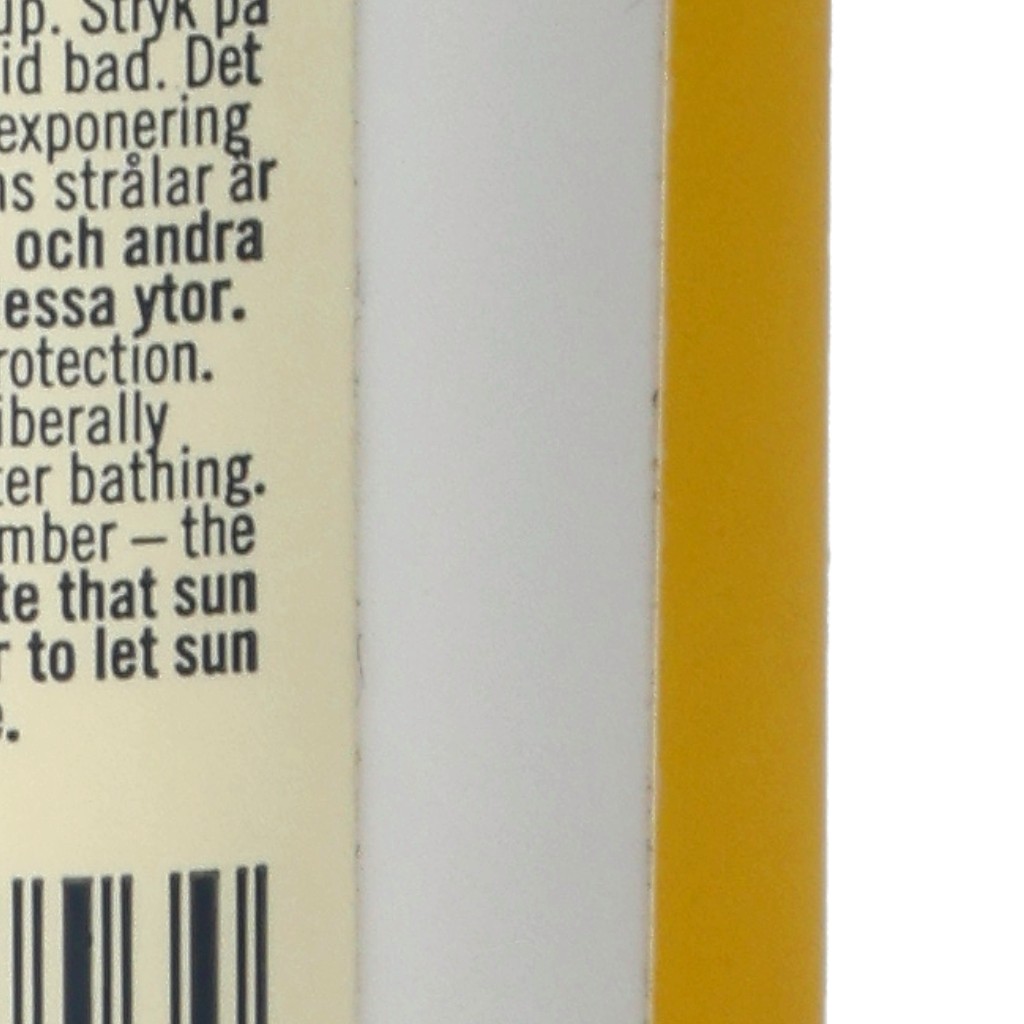 up. Stryk på
id bad. Det
exponering
ns strålar är
och andra
essa ytor.
rotection.
iberally
ter bathing.
mber – the
te that sun
r to let sun
e.